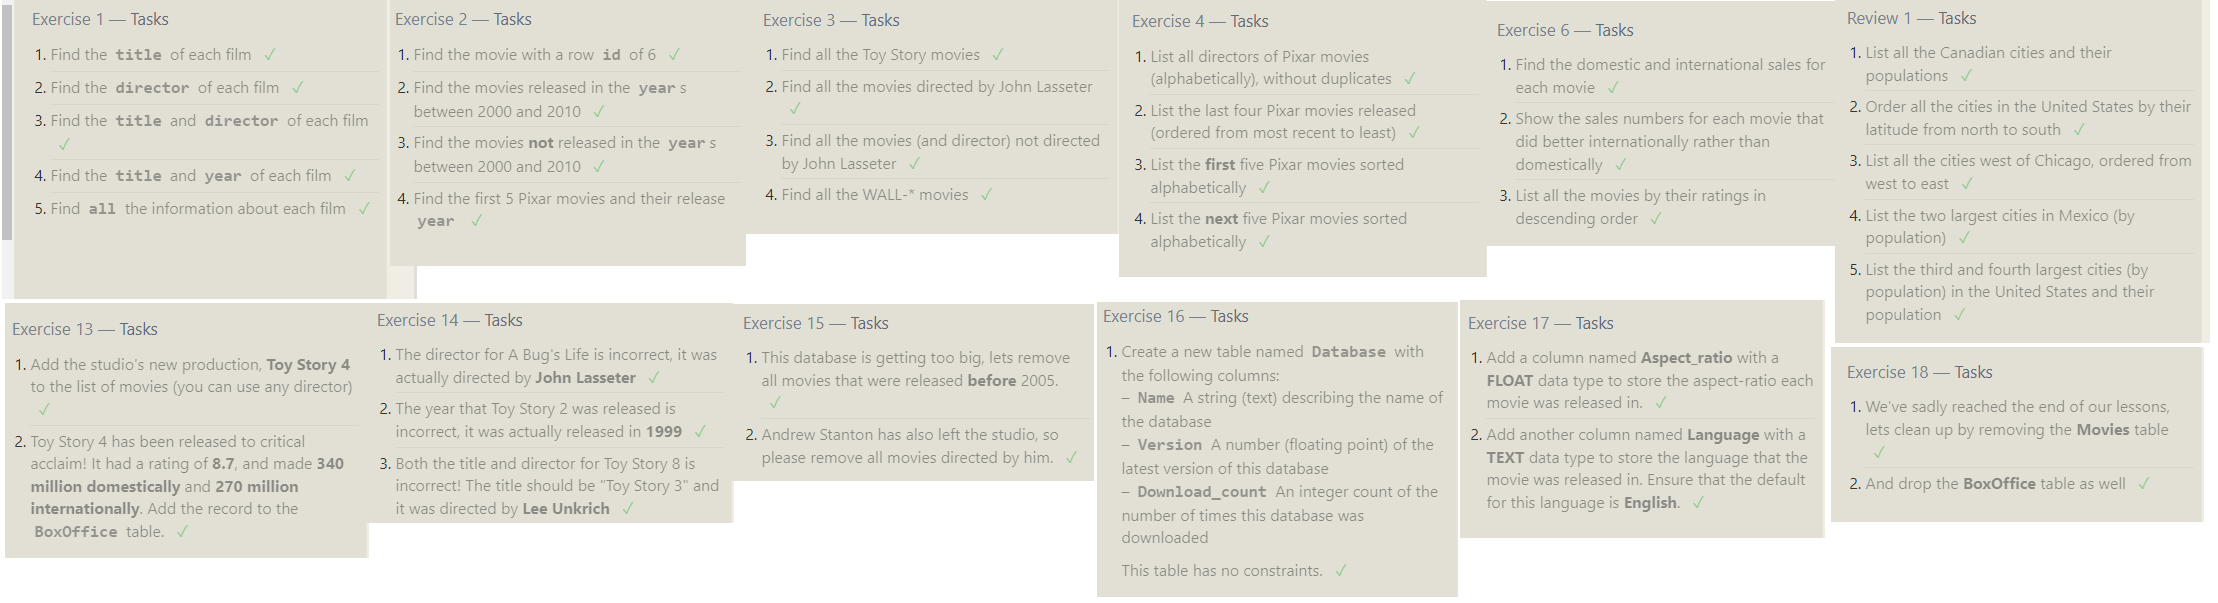 Exercise 1 — Tasks
1. Find the title of each film ✓
2. Find the director of each film ✓
3. Find the title and director of each film
✓
4. Find the title and year of each film ✓
5. Find all the information about each film ✓
Exercise 2 — Tasks
1. Find the movie with a row id of 6 ✓
2. Find the movies released in the year s
between 2000 and 2010 ✓
3. Find the movies not released in the year s
between 2000 and 2010 ✓
4. Find the first 5 Pixar movies and their release
year ✓
Exercise 3 — Tasks
1. Find all the Toy Story movies ✓
2. Find all the movies directed by John Lasseter
✓
3. Find all the movies (and director) not directed
by John Lasseter ✓
4. Find all the WALL-* movies ✓
Exercise 4 — Tasks
1. List all directors of Pixar movies
(alphabetically), without duplicates ✓
2. List the last four Pixar movies released
(ordered from most recent to least) ✓
3. List the first five Pixar movies sorted
alphabetically ✓
4. List the next five Pixar movies sorted
alphabetically ✓
Exercise 6 — Tasks
1. Find the domestic and international sales for
each movie ✓
2. Show the sales numbers for each movie that
did better internationally rather than
domestically ✓
3. List all the movies by their ratings in
descending order ✓
Review 1 — Tasks
1. List all the Canadian cities and their
populations ✓
2. Order all the cities in the United States by their
latitude from north to south ✓
3. List all the cities west of Chicago, ordered from
west to east ✓
4. List the two largest cities in Mexico (by
population) ✓
5. List the third and fourth largest cities (by
population) in the United States and their
population ✓
Exercise 13 — Tasks
1. Add the studio's new production, Toy Story 4
to the list of movies (you can use any director)
✓
2. Toy Story 4 has been released to critical
acclaim! It had a rating of 8.7, and made 340
million domestically and 270 million
internationally. Add the record to the
BoxOffice table. ✓
Exercise 14 — Tasks
1. The director for A Bug's Life is incorrect, it was
actually directed by John Lasseter ✓
2. The year that Toy Story 2 was released is
incorrect, it was actually released in 1999 ✓
3. Both the title and director for Toy Story 8 is
incorrect! The title should be "Toy Story 3" and
it was directed by Lee Unkrich ✓
Exercise 15 — Tasks
1. This database is getting too big, lets remove
all movies that were released before 2005.
✓
2. Andrew Stanton has also left the studio, so
please remove all movies directed by him. ✓
Exercise 16 — Tasks
1. Create a new table named Database with
the following columns:
– Name A string (text) describing the name of
the database
– Version A number (floating point) of the
latest version of this database
– Download_count An integer count of the
number of times this database was
downloaded
This table has no constraints. ✓
Exercise 17 — Tasks
1. Add a column named Aspect_ratio with a
FLOAT data type to store the aspect-ratio each
movie was released in. ✓
2. Add another column named Language with a
TEXT data type to store the language that the
movie was released in. Ensure that the default
for this language is English. ✓
Exercise 18 — Tasks
1. We've sadly reached the end of our lessons,
lets clean up by removing the Movies table
✓
2. And drop the BoxOffice table as well ✓